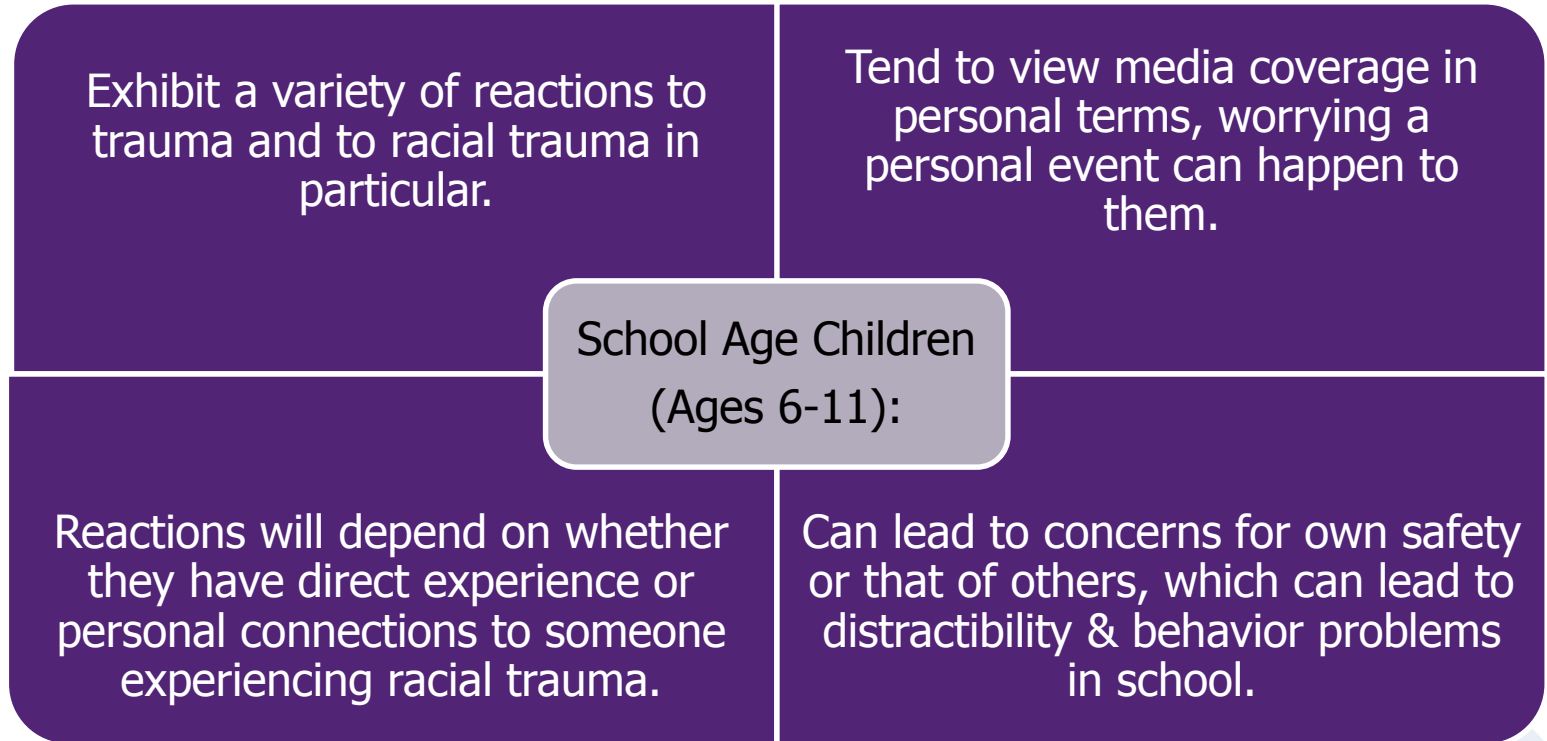 Exhibit a variety of reactions to
trauma and to racial trauma in
particular.
Tend to view media coverage in
personal terms, worrying a
personal event can happen to
them.
School Age Children
(Ages 6-11):
Reactions will depend on whether
they have direct experience or
personal connections to someone
experiencing racial trauma.
Can lead to concerns for own safety
or that of others, which can lead to
distractibility & behavior problems
in school.